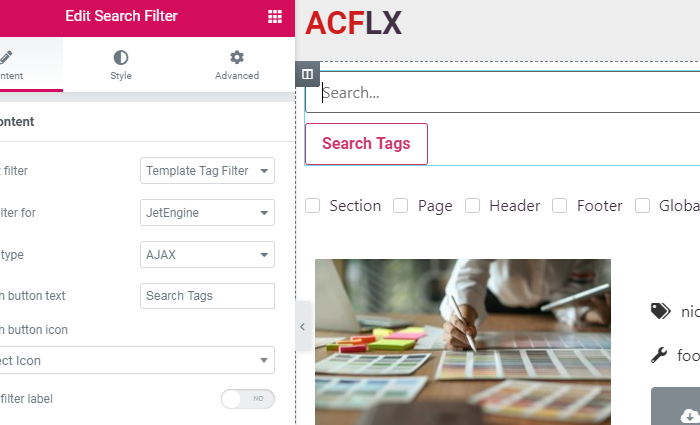 Edit Search Filter
ntent
Style
Advanced
ontent
filter
Template Tag Filter
lter for
JetEngine
type
AJAX
h button text
Search Tags
h button icon
ect Icon
filter label
NO
ACFLX
Search...
Search Tags
Section Page Header Footer Globa
nic
foo